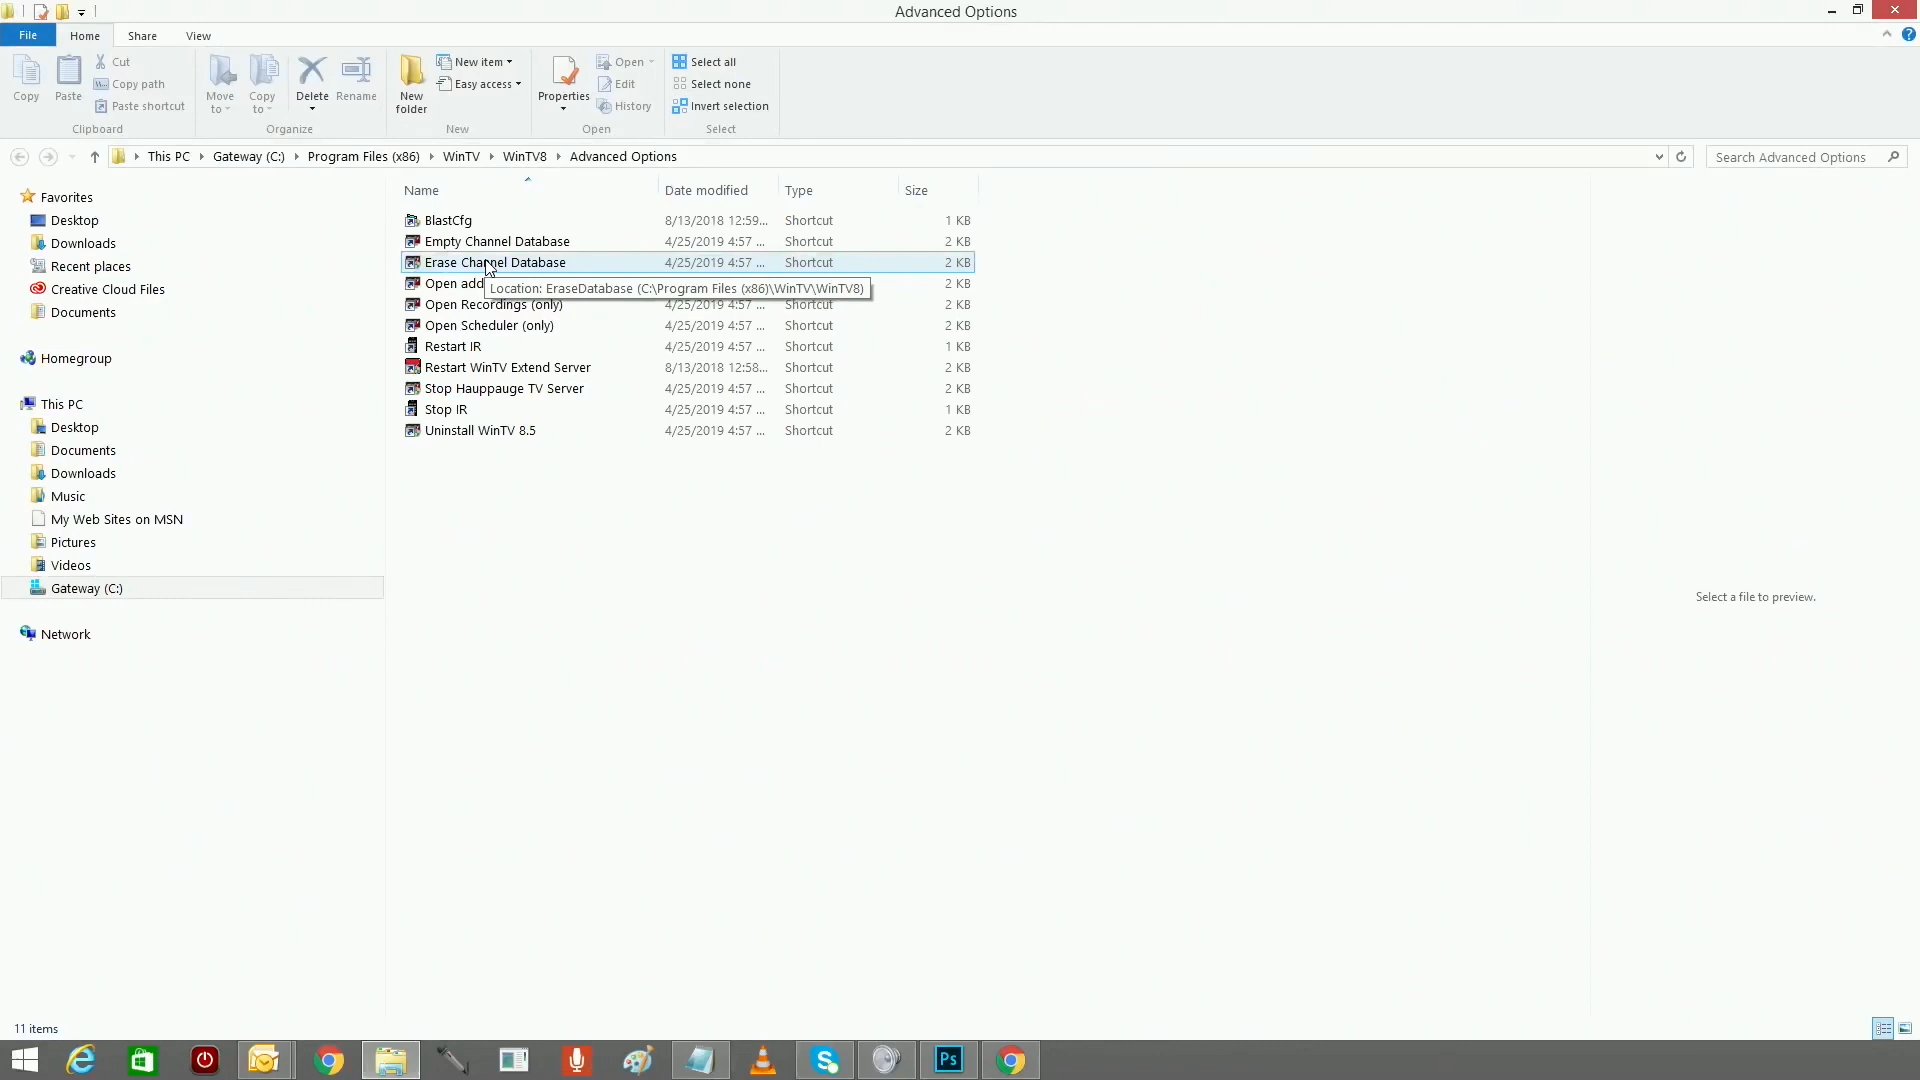 Advanced Options
File Home Share View
Copy Paste Cut Copy path Paste shortcut Clipboard
Move to Copy to Delete Rename Organize
New folder New item Easy access New
Properties Open Edit History Open
Select all Select none Invert selection Select
This PC Gateway (C:) Program Files (x86) WinTV WinTV8 Advanced Options Search Advanced Options
Favorites
Desktop
Downloads
Recent places
Creative Cloud Files
Documents
Homegroup
This PC
Desktop
Documents
Downloads
Music
My Web Sites on MSN
Pictures
Videos
Gateway (C:)
Network
Name Date modified Type Size
BlastCfg 8/13/2018 12:59... Shortcut 1 KB
Empty Channel Database 4/25/2019 4:57 ... Shortcut 2 KB
Erase Channel Database 4/25/2019 4:57 ... Shortcut 2 KB
Open add 2 KB
Location: EraseDatabase (C:\Program Files (x86)\WinTV\WinTV8)
Open Recordings (only) 4/25/2019 4:57 ... Shortcut 2 KB
Open Scheduler (only) 4/25/2019 4:57 ... Shortcut 2 KB
Restart IR 4/25/2019 4:57 ... Shortcut 1 KB
Restart WinTV Extend Server 8/13/2018 12:58... Shortcut 2 KB
Stop Hauppauge TV Server 4/25/2019 4:57 ... Shortcut 2 KB
Stop IR 4/25/2019 4:57 ... Shortcut 1 KB
Uninstall WinTV 8.5 4/25/2019 4:57 ... Shortcut 2 KB
Select a file to preview.
11 items
Ps